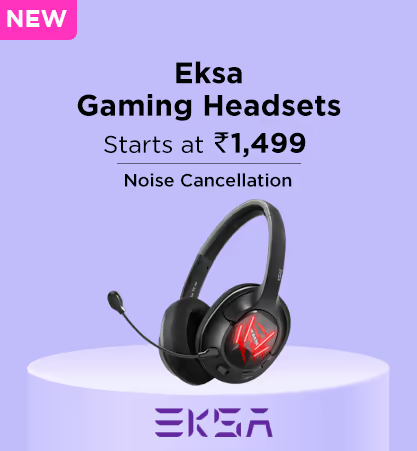 NEW
Eksa
Gaming Headsets
Starts at ₹1,499
Noise Cancellation
EKSA